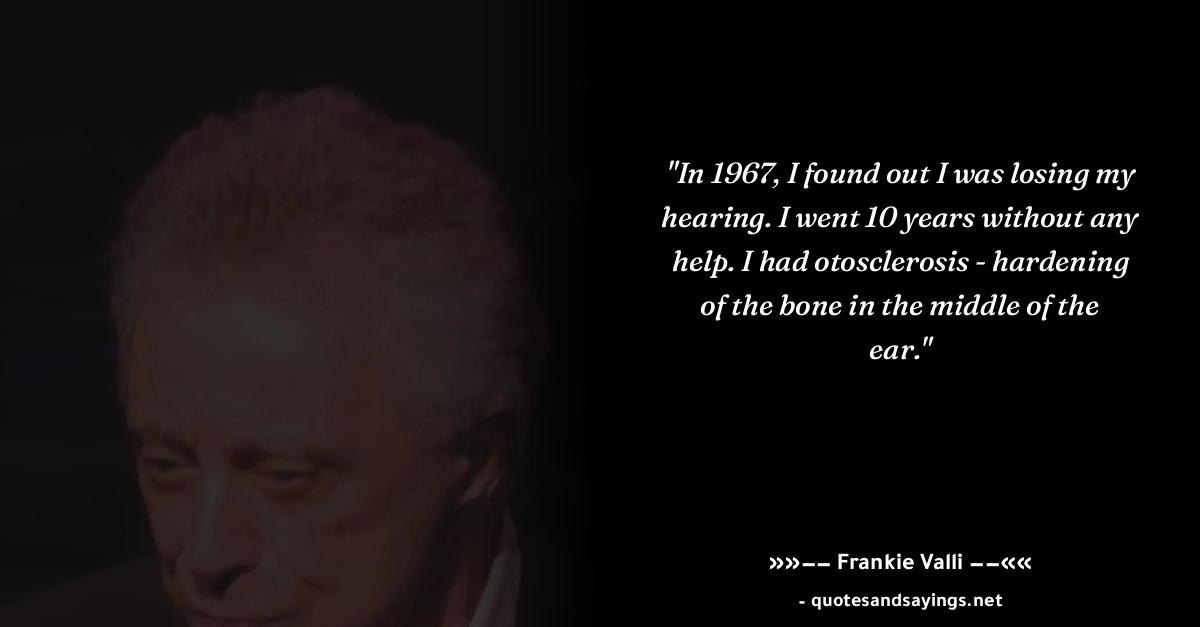 "In 1967, I found out I was losing my
hearing. I went 10 years without any
help. I had otosclerosis - hardening
of the bone in the middle of the
ear."
»»–– Frankie Valli ––««
- quotesandsayings.net